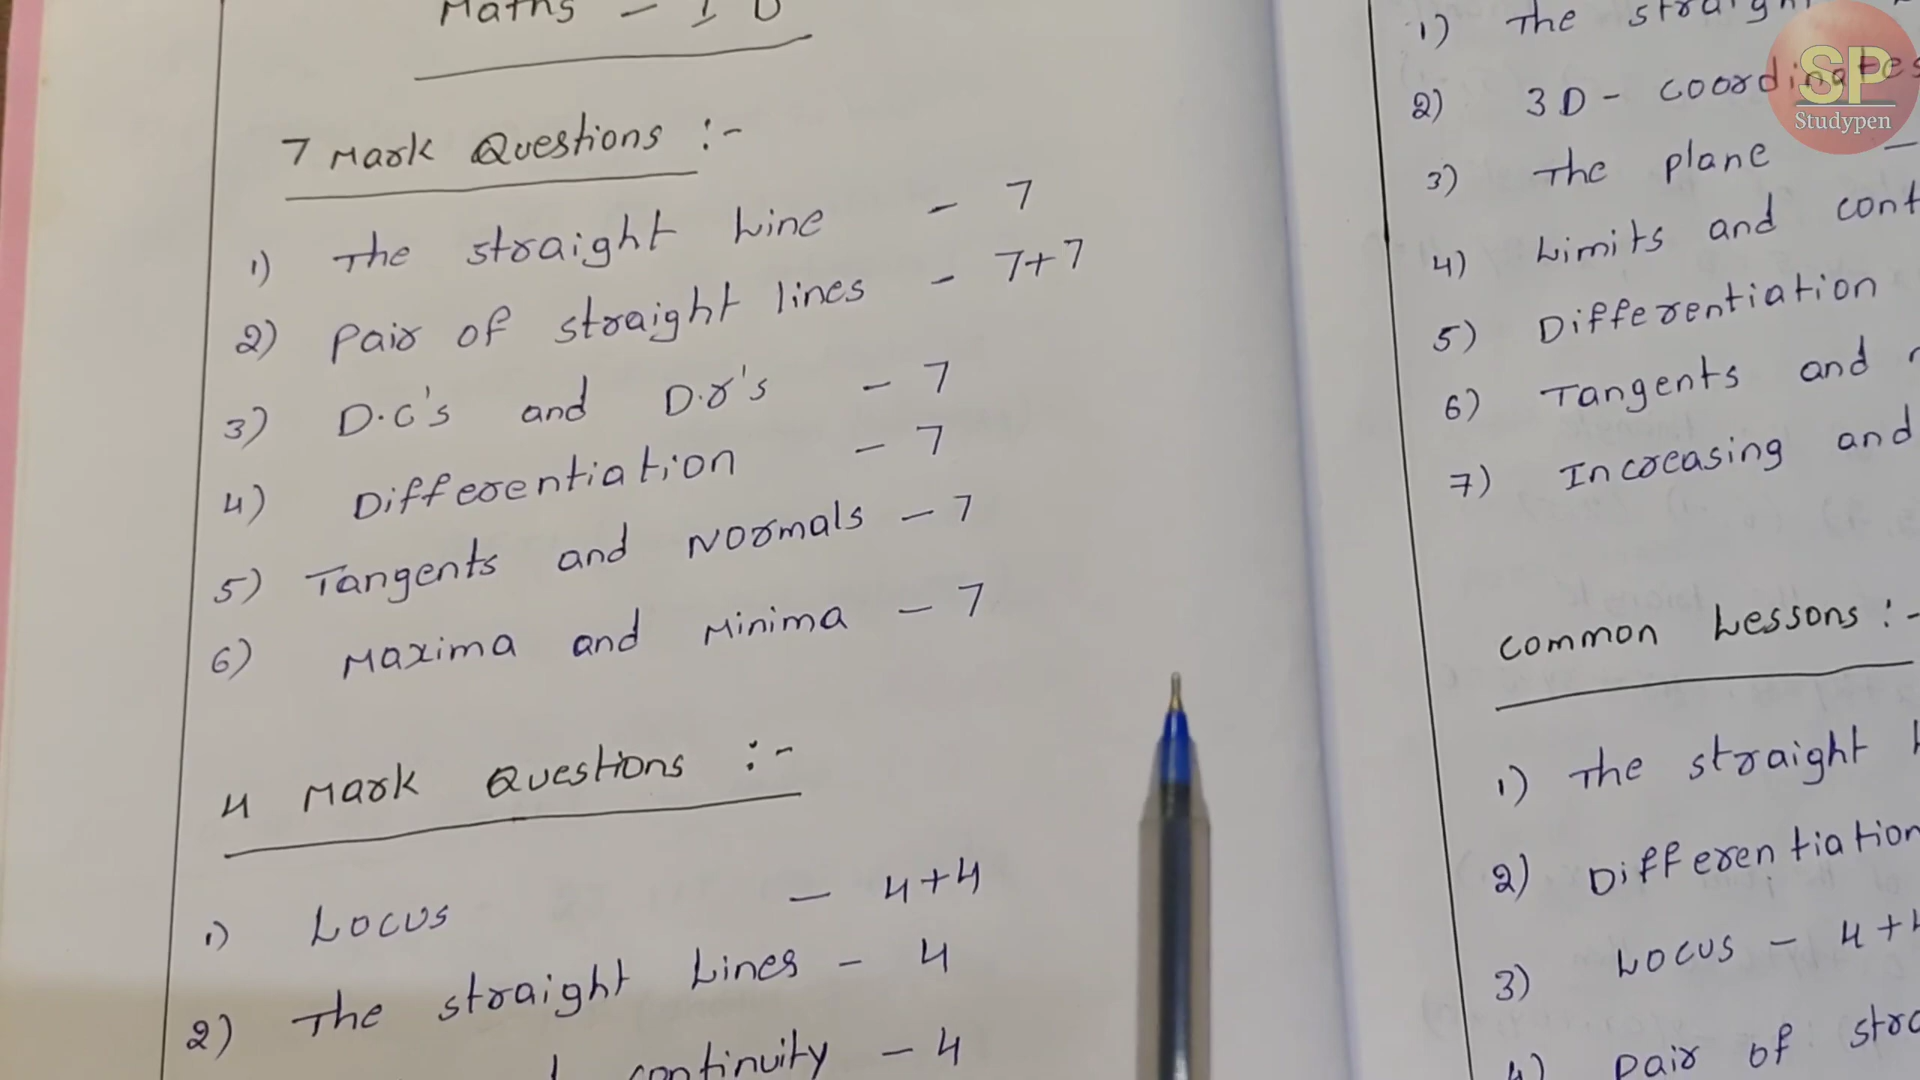 Maths - I B
7 Mark Questions :-
1) The straight Line - 7
2) Pair of straight lines - 7+7
3) D.C's and D.r's - 7
4) Differentiation - 7
5) Tangents and Normals - 7
6) Maxima and Minima - 7
4 Mark Questions :-
1) Locus - 4+4
2) The straight Lines - 4
continuity - 4
1) The
2) 3D - coordinates
3) The plane -
4) Limits and
5) Differentiation
6) Tangents and
7) Increasing and
Common Lessons :-
1) The straight
2) Differentiation
3) Locus - 4+4
4) Pair of
SP
Studypen